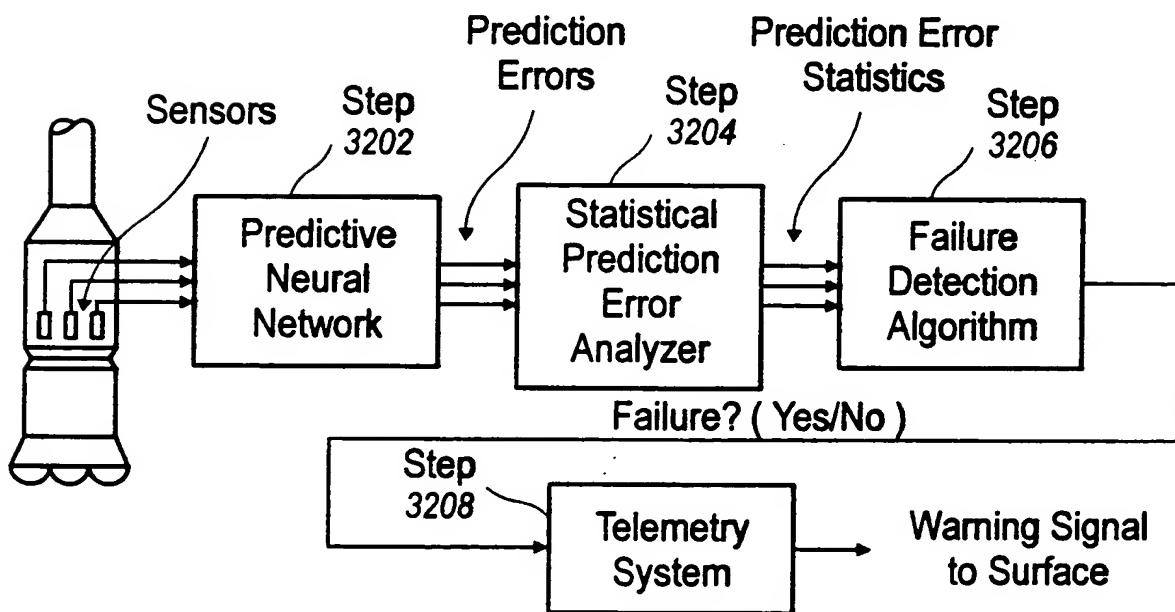 Prediction
Errors
Prediction Error
Statistics
Sensors
Step
3202
Step
3204
Step
3206
Predictive
Neural
Network
Statistical
Prediction
Error
Analyzer
Failure
Detection
Algorithm
Failure? ( Yes/No )
Step
3208
Telemetry
System
Warning Signal
to Surface